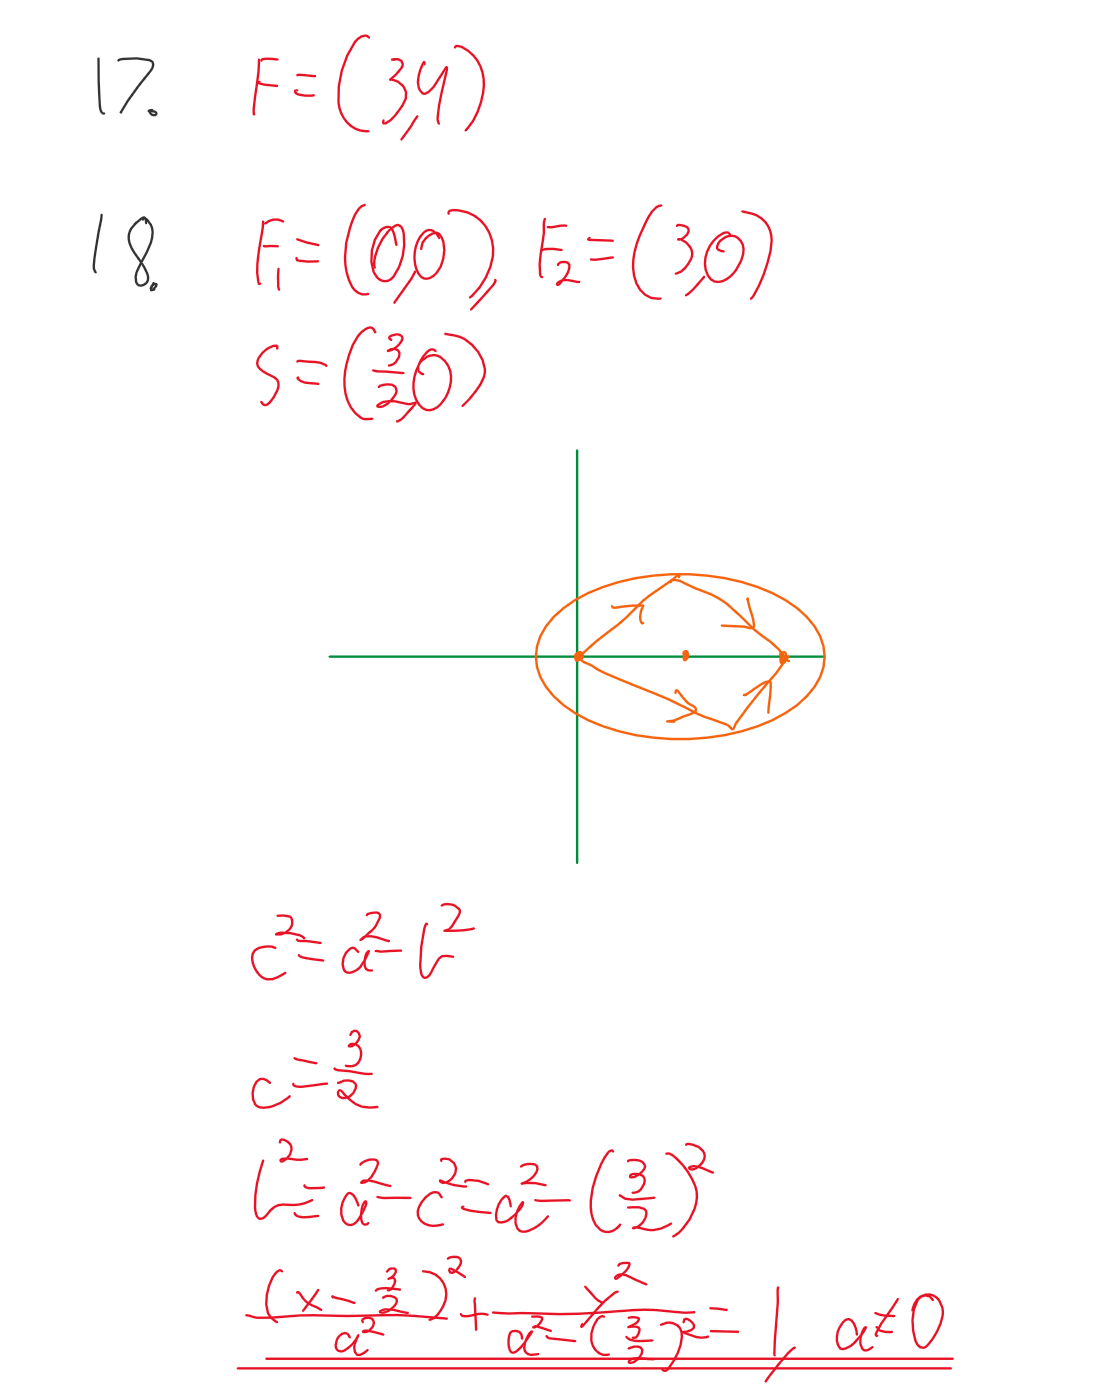 17. F = (3,4)
18. F₁ = (0,0), F₂ = (3,0)
S = (3/2,0)
c² = a² - b²
c = 3/2
b² = a² - c² = a² - (3/2)²
(x - 3/2)²/a² + y²/(a² - (3/2)²) = 1, a ≠ 0